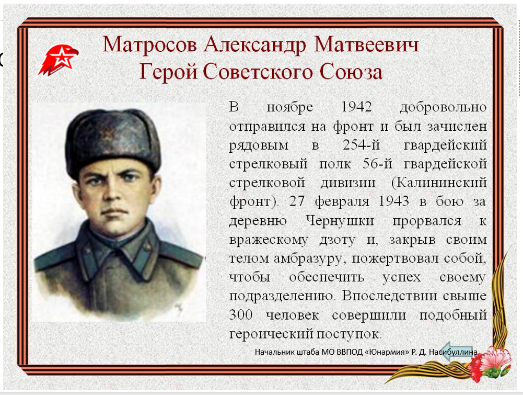 Матросов Александр Матвеевич
Герой Советского Союза
В ноябре 1942 добровольно
отправился на фронт и был зачислен
рядовым в 254-й гвардейский
стрелковый полк 56-й гвардейской
стрелковой дивизии (Калининский
фронт). 27 февраля 1943 в бою за
деревню Чернушки прорвался к
вражескому дзоту и, закрыв своим
телом амбразуру, пожертвовал собой,
чтобы обеспечить успех своему
подразделению. Впоследствии свыше
300 человек совершили подобный
героический поступок.
Начальник штаба МО ВВПОД «Юнармия» Р. Д. Насибуллина